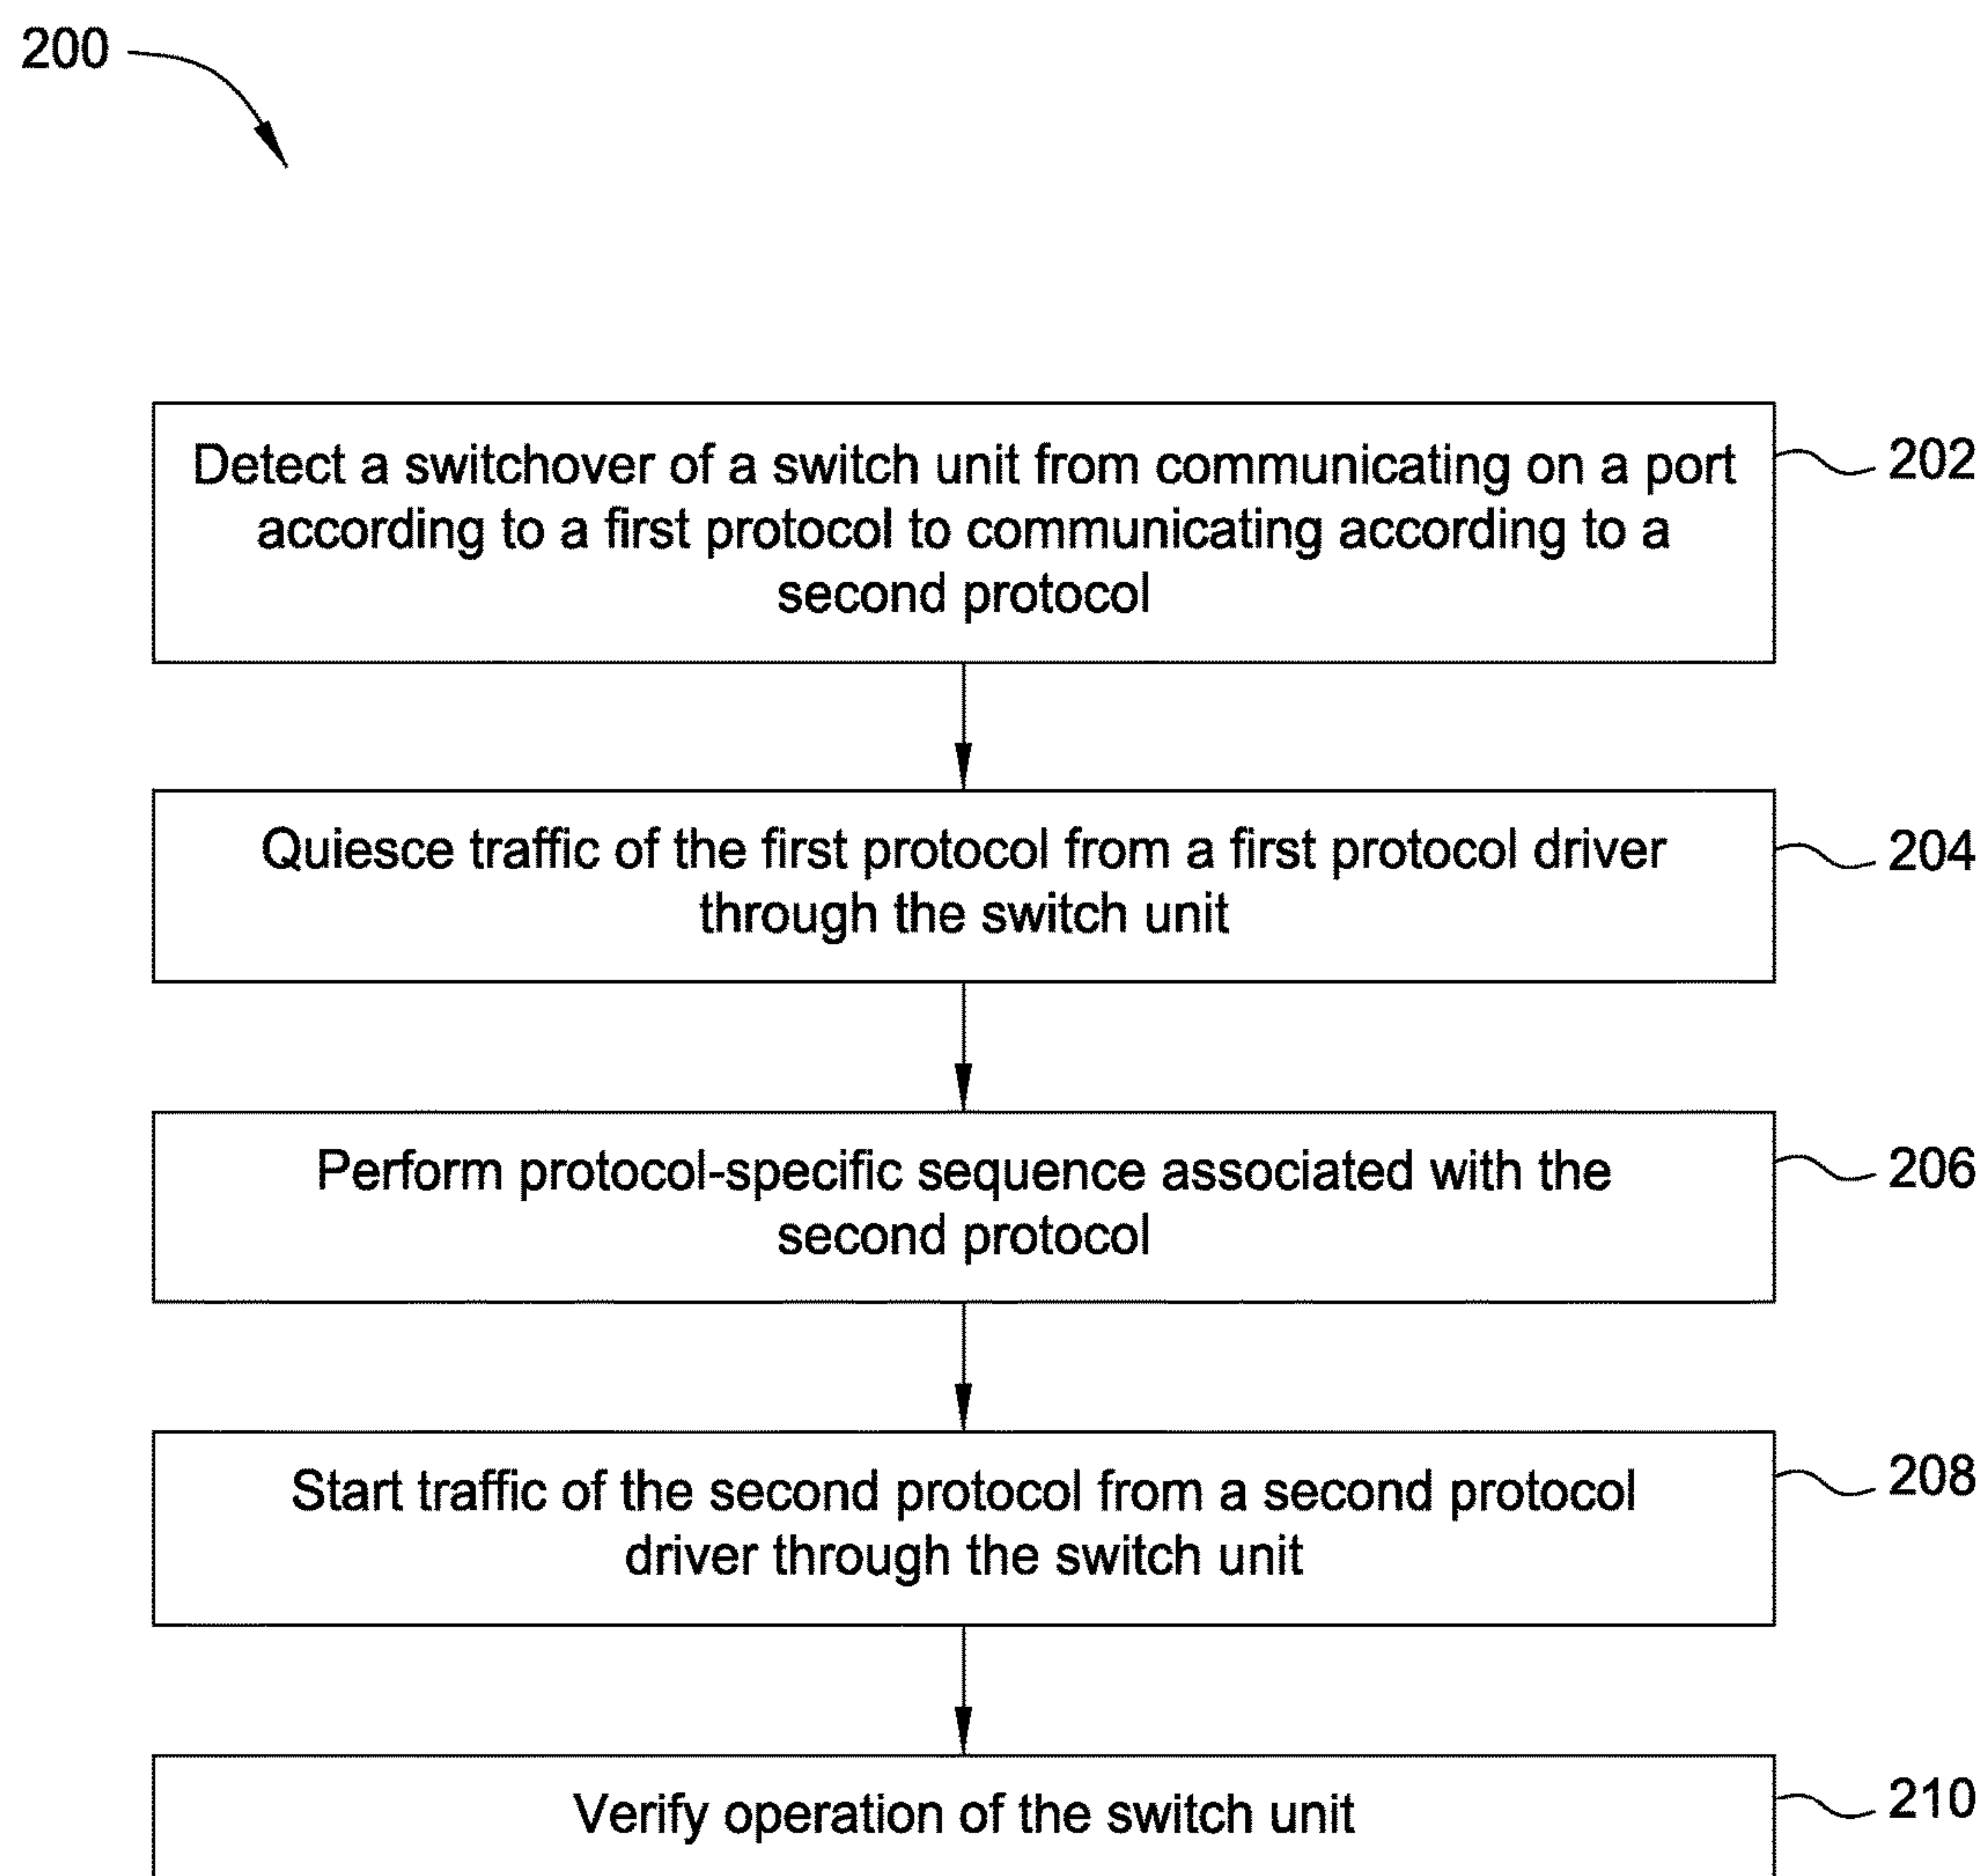 200
Detect a switchover of a switch unit from communicating on a port
according to a first protocol to communicating according to a
second protocol
202
Quiesce traffic of the first protocol from a first protocol driver
through the switch unit
204
Perform protocol-specific sequence associated with the
second protocol
206
Start traffic of the second protocol from a second protocol
driver through the switch unit
208
Verify operation of the switch unit
210